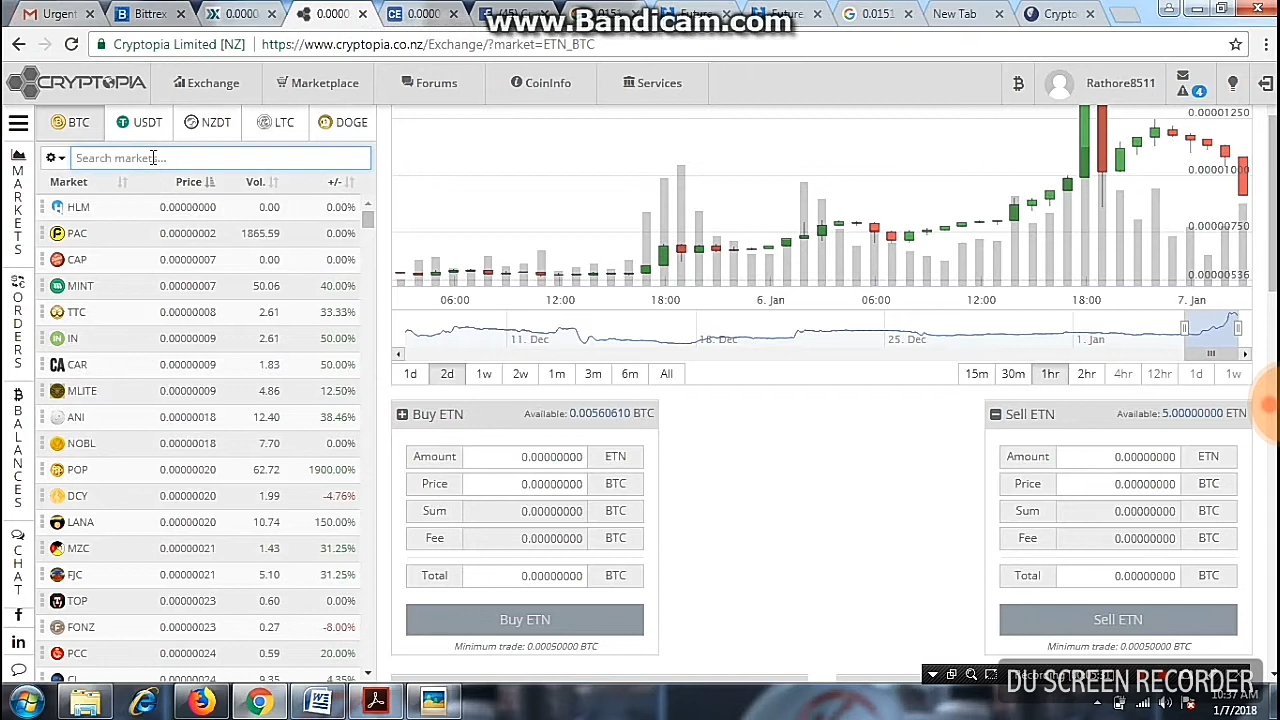 www.Bandicam.com
Urgent
Bittrex
0.0000
0.0000
0.0000
Future
0.0151
New Tab
Crypto
Cryptopia Limited [NZ]
https://www.cryptopia.co.nz/Exchange/?market=ETN_BTC
CRYPTOPIA
Exchange
Marketplace
Forums
CoinInfo
Services
Rathore8511
4
BTC
USDT
NZDT
LTC
DOGE
Search markets...
Market Price Vol. +/-
HLM 0.00000000 0.00 0.00%
PAC 0.00000002 1865.99 0.00%
CAP 0.00000007 0.00 0.00%
MINT 0.00000007 50.06 40.00%
TTC 0.00000008 2.61 33.33%
IN 0.00000009 2.61 50.00%
CAR 0.00000009 1.83 50.00%
MLITE 0.00000009 4.86 12.50%
ANI 0.00000018 12.40 38.46%
NOBL 0.00000018 7.70 0.00%
POP 0.00000020 62.72 1900.00%
DCY 0.00000020 1.99 -4.76%
LANA 0.00000020 10.74 150.00%
MZC 0.00000021 1.43 31.25%
FJC 0.00000021 5.10 31.25%
TOP 0.00000023 0.60 0.00%
FONZ 0.00000023 0.27 -8.00%
PCC 0.00000024 0.59 20.00%
MARKETS
ORDERS
BALANCES
CHAT
0.00001250
0.00001000
0.00000750
0.00000536
06:00 12:00 18:00 6. Jan 06:00 12:00 18:00 7. Jan
11. Dec 18. Dec 25. Dec 1. Jan
1d 2d 1w 2w 1m 3m 6m All
15m 30m 1hr 2hr 4hr 12hr 1d 1w
Buy ETN Available: 0.00560610 BTC
Amount 0.00000000 ETN
Price 0.00000000 BTC
Sum 0.00000000 BTC
Fee 0.00000000 BTC
Total 0.00000000 BTC
Buy ETN
Minimum trade: 0.00050000 BTC
Sell ETN Available: 5.00000000 ETN
Amount 0.00000000 ETN
Price 0.00000000 BTC
Sum 0.00000000 BTC
Fee 0.00000000 BTC
Total 0.00000000 BTC
Sell ETN
Minimum trade: 0.00050000 BTC
DU SCREEN RECORDER
10:37 AM
1/7/2018